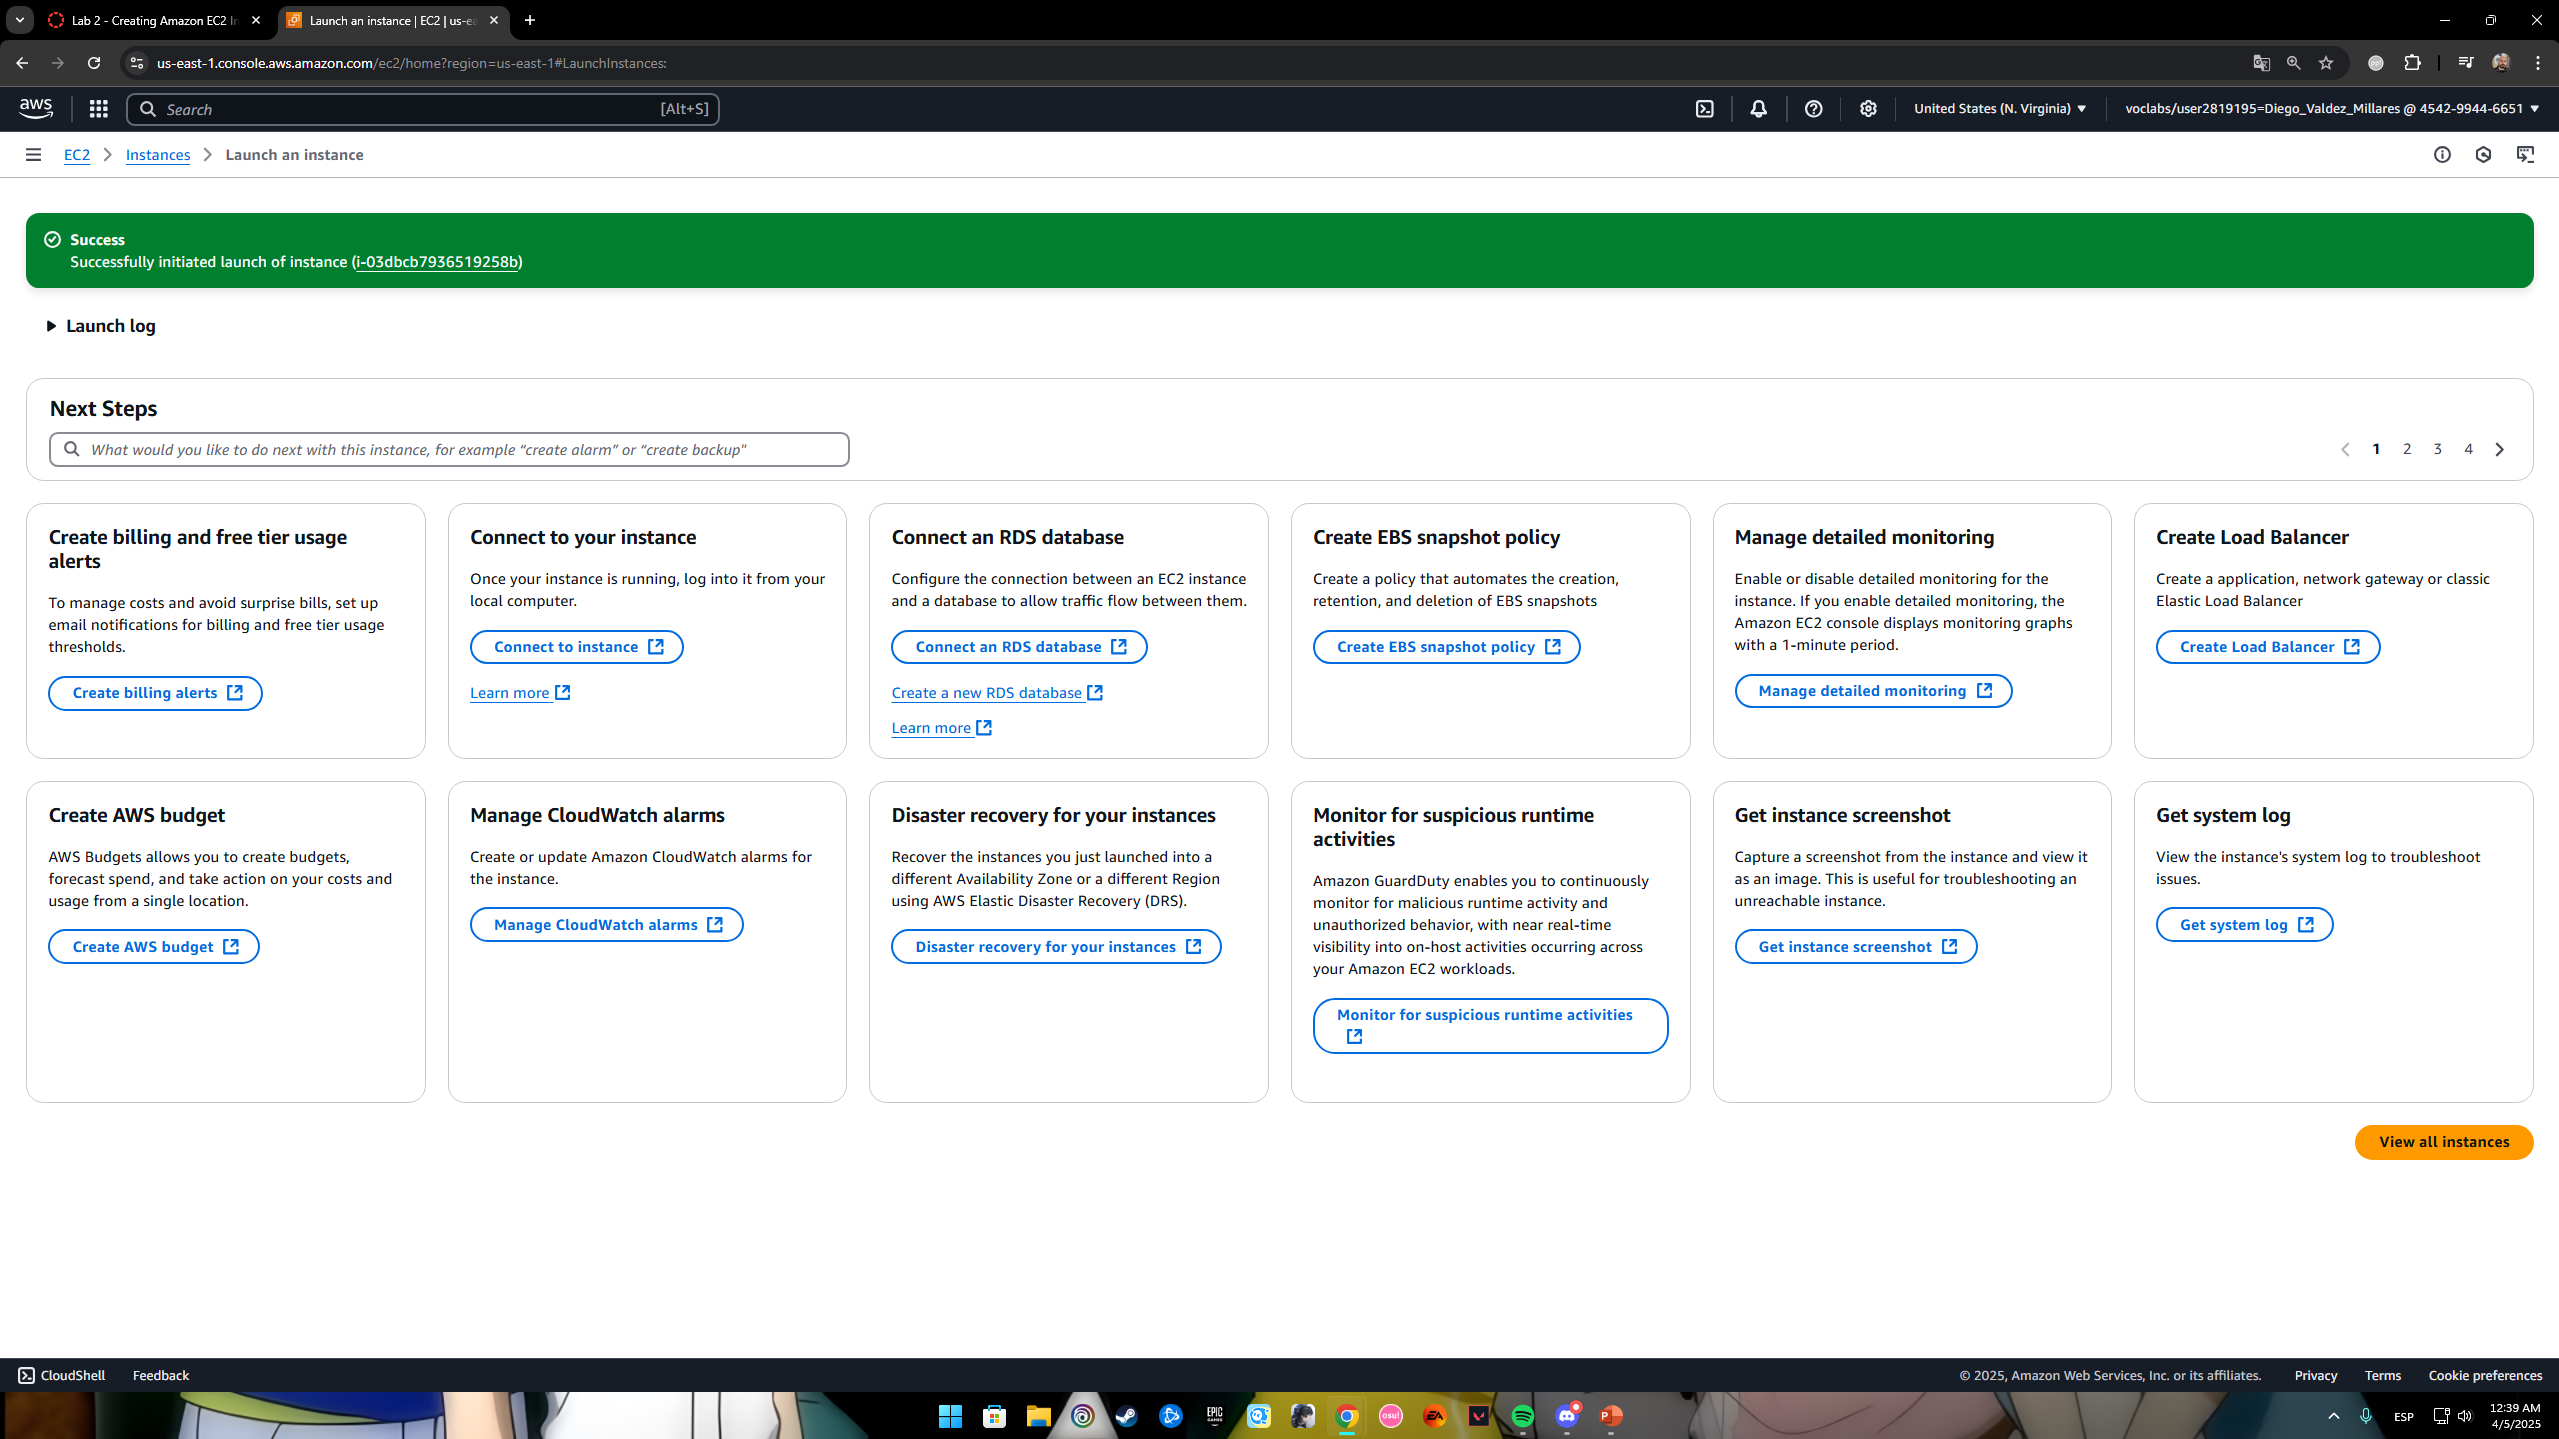 Lab 2 - Creating Amazon EC2 In
Launch an instance | EC2 | us-ea
us-east-1.console.aws.amazon.com/ec2/home?region=us-east-1#LaunchInstances:
aws
Search
[Alt+S]
United States (N. Virginia)
voclabs/user2819195=Diego_Valdez_Millares @ 4542-9944-6651
EC2
Instances
Launch an instance
Success
Successfully initiated launch of instance (i-03dbcb7936519258b)
Launch log
Next Steps
What would you like to do next with this instance, for example “create alarm” or “create backup"
1 2 3 4
Create billing and free tier usage
alerts
To manage costs and avoid surprise bills, set up
email notifications for billing and free tier usage
thresholds.
Create billing alerts
Connect to your instance
Once your instance is running, log into it from your
local computer.
Connect to instance
Learn more
Connect an RDS database
Configure the connection between an EC2 instance
and a database to allow traffic flow between them.
Connect an RDS database
Create a new RDS database
Learn more
Create EBS snapshot policy
Create a policy that automates the creation,
retention, and deletion of EBS snapshots
Create EBS snapshot policy
Manage detailed monitoring
Enable or disable detailed monitoring for the
instance. If you enable detailed monitoring, the
Amazon EC2 console displays monitoring graphs
with a 1-minute period.
Manage detailed monitoring
Create Load Balancer
Create a application, network gateway or classic
Elastic Load Balancer
Create Load Balancer
Create AWS budget
AWS Budgets allows you to create budgets,
forecast spend, and take action on your costs and
usage from a single location.
Create AWS budget
Manage CloudWatch alarms
Create or update Amazon CloudWatch alarms for
the instance.
Manage CloudWatch alarms
Disaster recovery for your instances
Recover the instances you just launched into a
different Availability Zone or a different Region
using AWS Elastic Disaster Recovery (DRS).
Disaster recovery for your instances
Monitor for suspicious runtime
activities
Amazon GuardDuty enables you to continuously
monitor for malicious runtime activity and
unauthorized behavior, with near real-time
visibility into on-host activities occurring across
your Amazon EC2 workloads.
Monitor for suspicious runtime activities
Get instance screenshot
Capture a screenshot from the instance and view it
as an image. This is useful for troubleshooting an
unreachable instance.
Get instance screenshot
Get system log
View the instance's system log to troubleshoot
issues.
Get system log
View all instances
CloudShell
Feedback
© 2025, Amazon Web Services, Inc. or its affiliates.
Privacy
Terms
Cookie preferences
EPIC
GAMES
osu!
EA
P
ESP
12:39 AM
4/5/2025